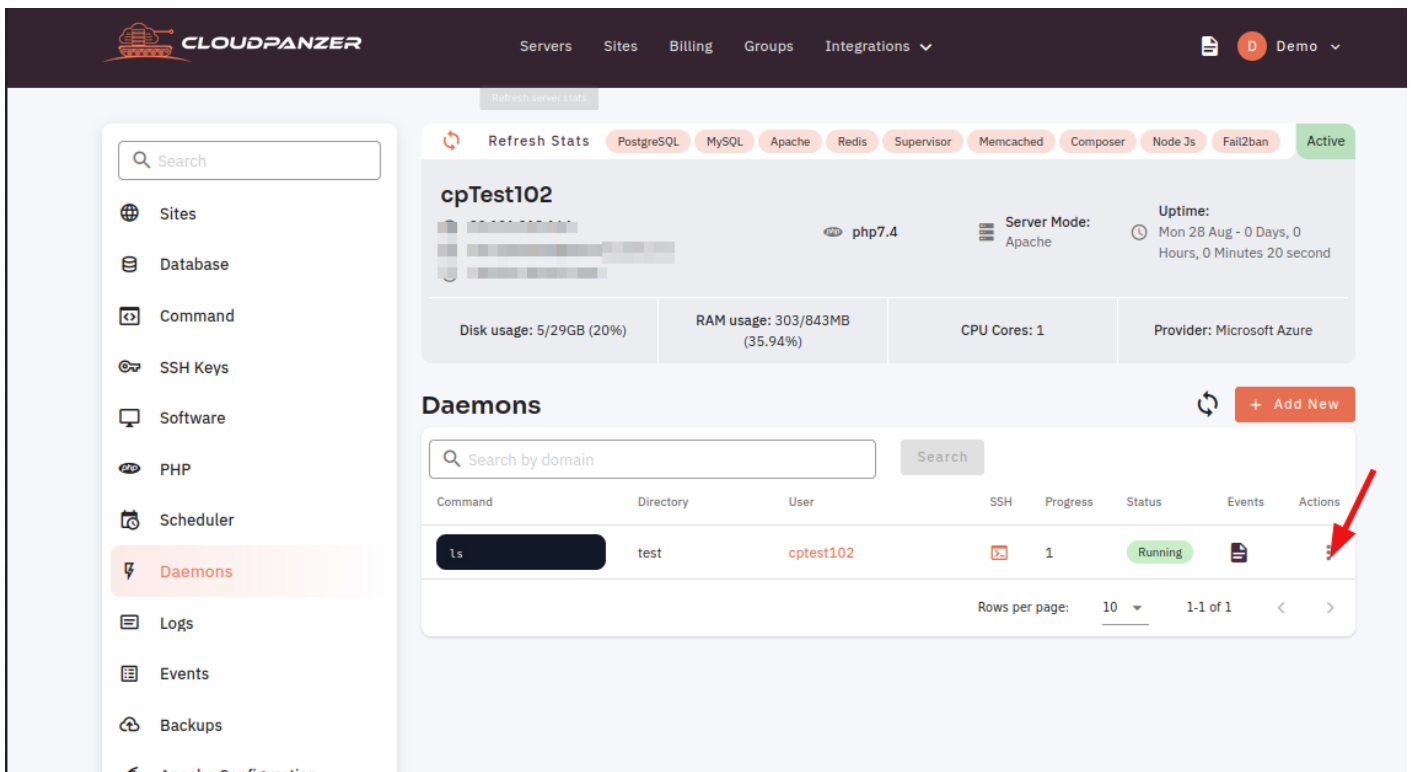 CLOUDPANZER
Servers Sites Billing Groups Integrations
D Demo
Refresh server stats
Search
Sites
Database
Command
SSH Keys
Software
php PHP
Scheduler
Daemons
Logs
Events
Backups
Refresh Stats PostgreSQL MySQL Apache Redis Supervisor Memcached Composer Node Js Fail2ban Active
cpTest102
php php7.4
Server Mode:
Apache
Uptime:
Mon 28 Aug - 0 Days, 0
Hours, 0 Minutes 20 second
Disk usage: 5/29GB (20%)
RAM usage: 303/843MB
(35.94%)
CPU Cores: 1
Provider: Microsoft Azure
Daemons
+ Add New
Search by domain
Search
Command Directory User SSH Progress Status Events Actions
ls test cptest102 1 Running
Rows per page: 10 1-1 of 1